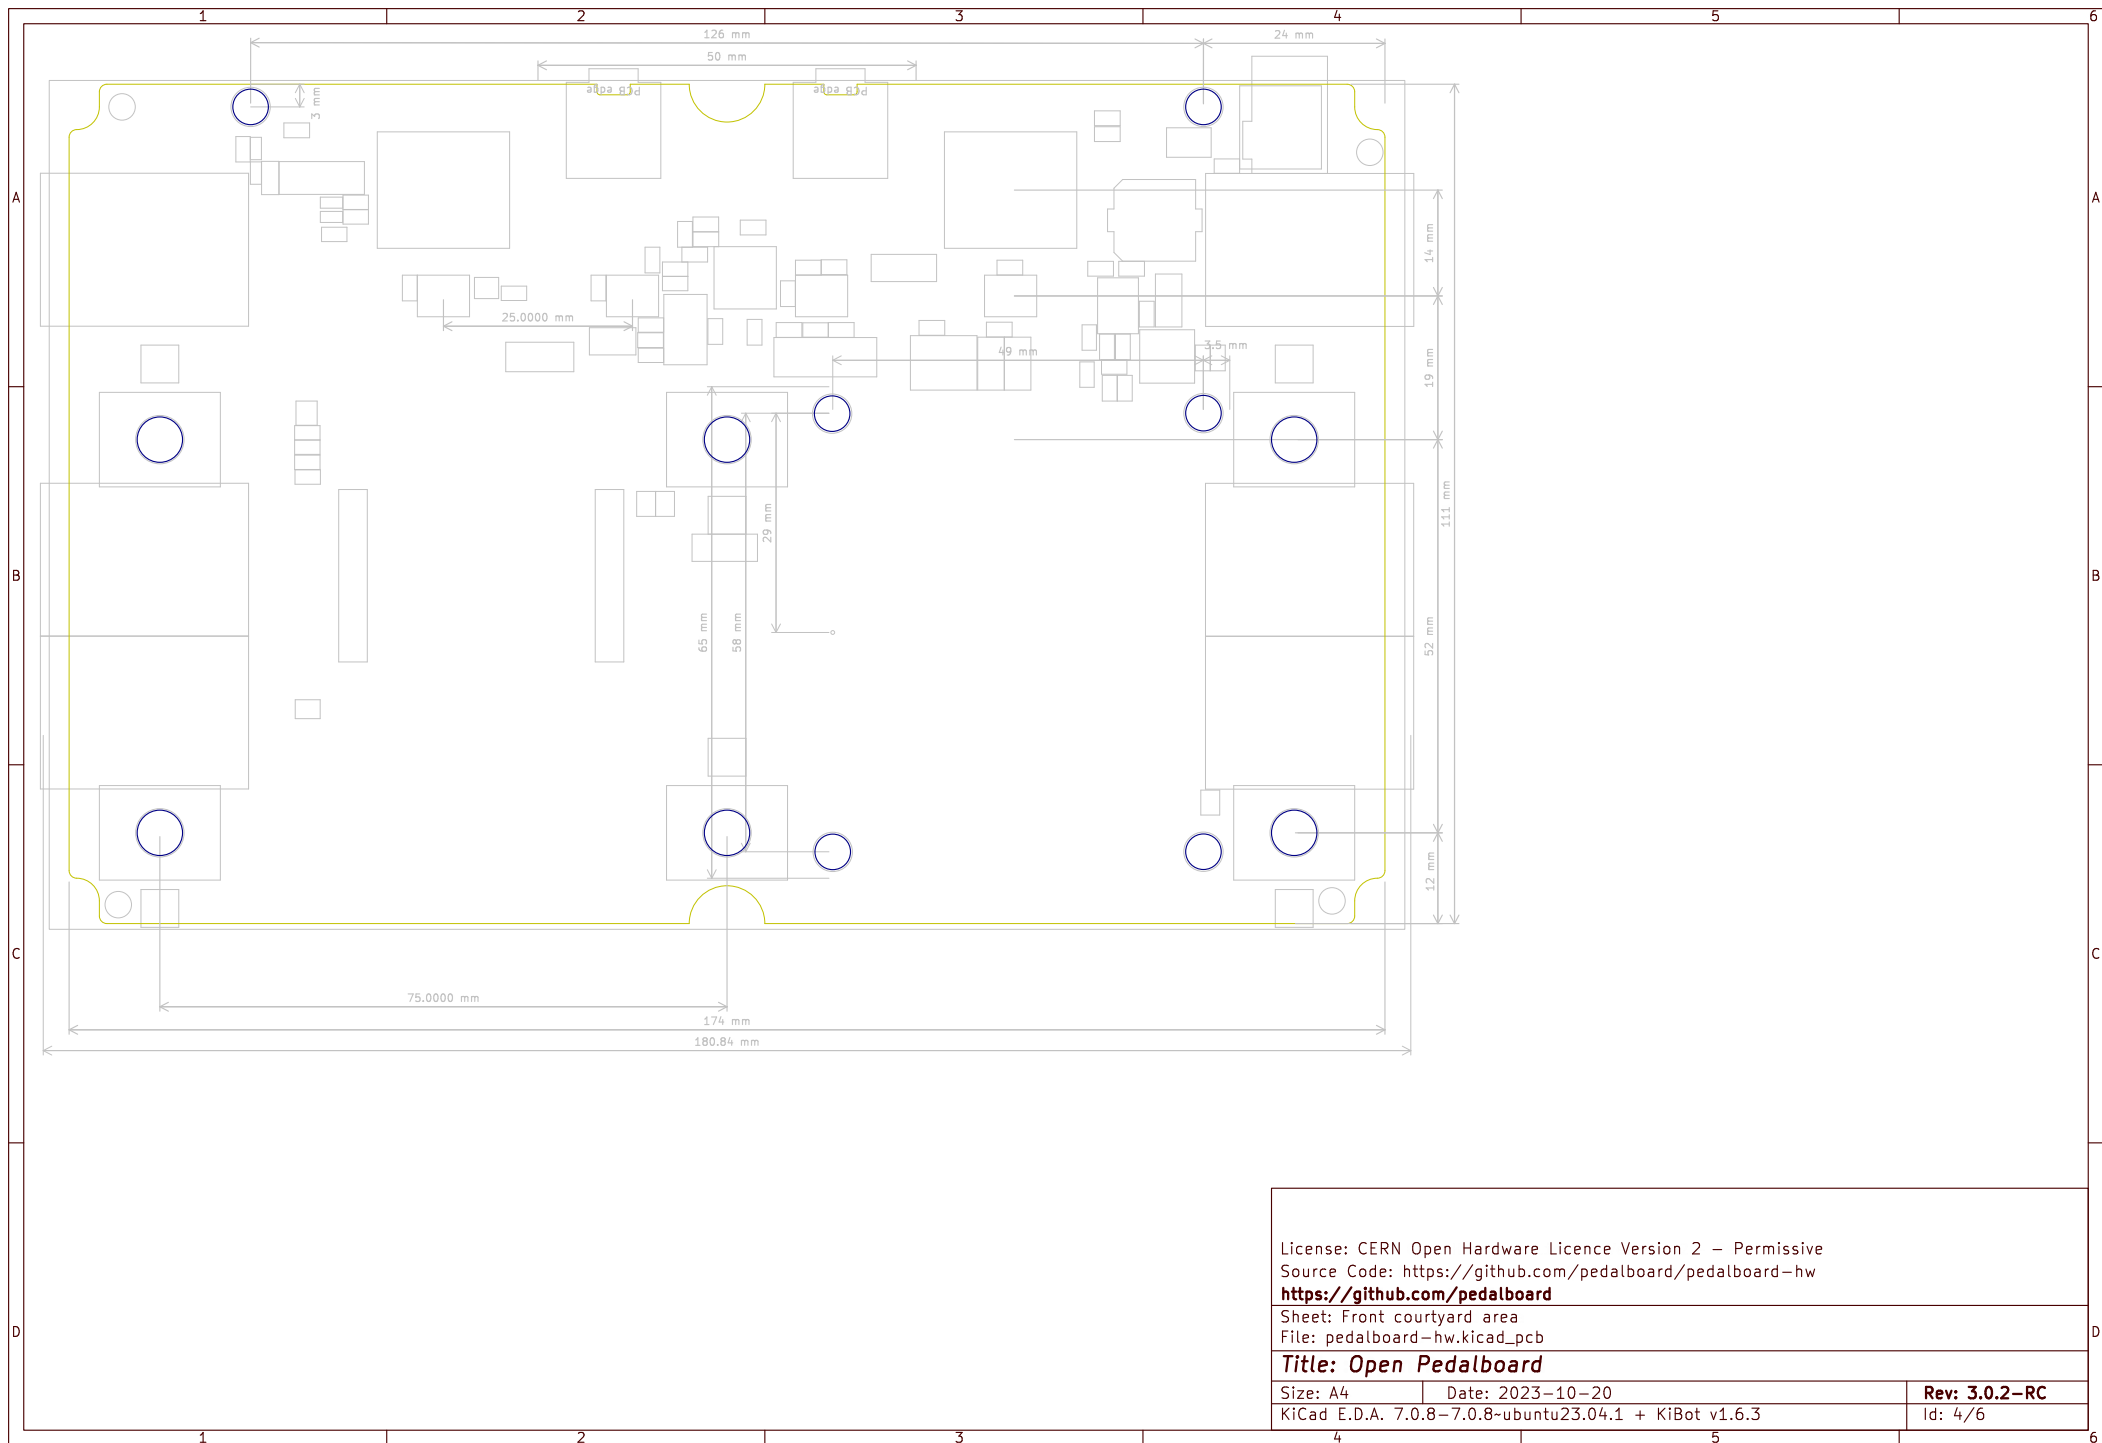 1 2 3 4 5 6
126 mm
24 mm
50 mm
PCB edge
PCB edge
3 mm
A
A
14 mm
25.0000 mm
49 mm
3.5 mm
19 mm
111 mm
29 mm
B
B
65 mm
58 mm
52 mm
12 mm
C
C
75.0000 mm
174 mm
180.84 mm
License: CERN Open Hardware Licence Version 2 – Permissive
Source Code: https://github.com/pedalboard/pedalboard-hw
https://github.com/pedalboard
Sheet: Front courtyard area
File: pedalboard-hw.kicad_pcb
D
D
Title: Open Pedalboard
Size: A4
Date: 2023-10-20
Rev: 3.0.2-RC
KiCad E.D.A. 7.0.8-7.0.8~ubuntu23.04.1 + KiBot v1.6.3
Id: 4/6
1 2 3 4 5 6